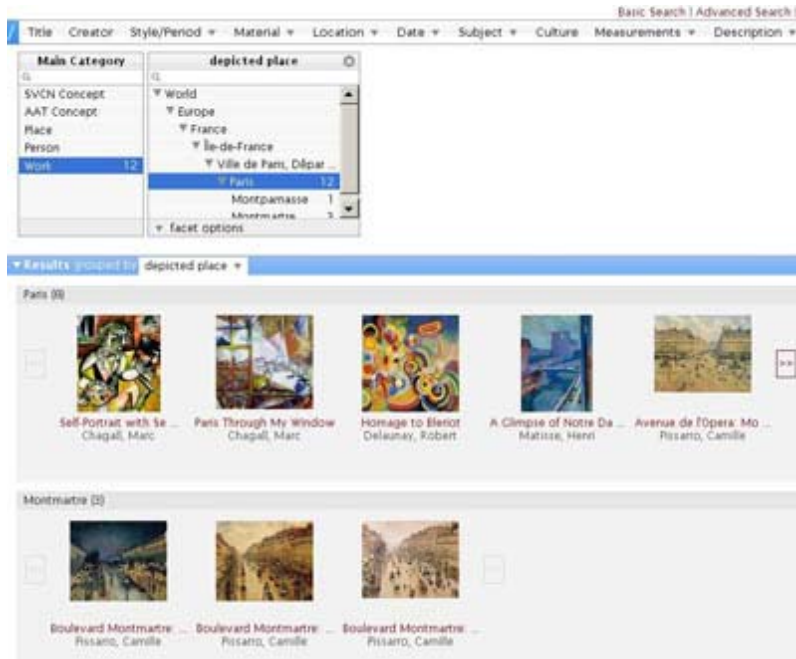 Basic Search | Advanced Search |
Title Creator Style/Period Material Location Date Subject Culture Measurements Description
Main Category
depicted place
SVCN Concept
AAT Concept
Place
Person
Work 12
World
Europe
France
Île-de-France
Ville de Paris, Dépar ...
Paris 12
Montparnasse 1
Montmartre 3
facet options
Results grouped by depicted place
Paris (8)
>>
Self-Portrait with Se ...
Chagall, Marc
Paris Through My Window
Chagall, Marc
Homage to Bleriot
Delaunay, Robert
A Glimpse of Notre Da ...
Matisse, Henri
Avenue de l'Opera: Mo ...
Pissarro, Camille
Montmartre (3)
Boulevard Montmartre: ...
Pissarro, Camille
Boulevard Montmartre: ...
Pissarro, Camille
Boulevard Montmartre: ...
Pissarro, Camille